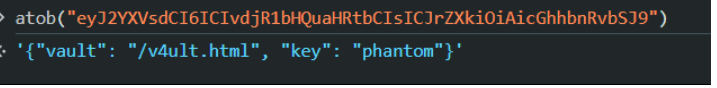 > atob("eyJ2YXVsdCI6ICIvdjR1bHQuaHRtbCIsICJrZXkiOiAicGhhbnRvbSJ9")
'{"vault": "/v4ult.html", "key": "phantom"}'